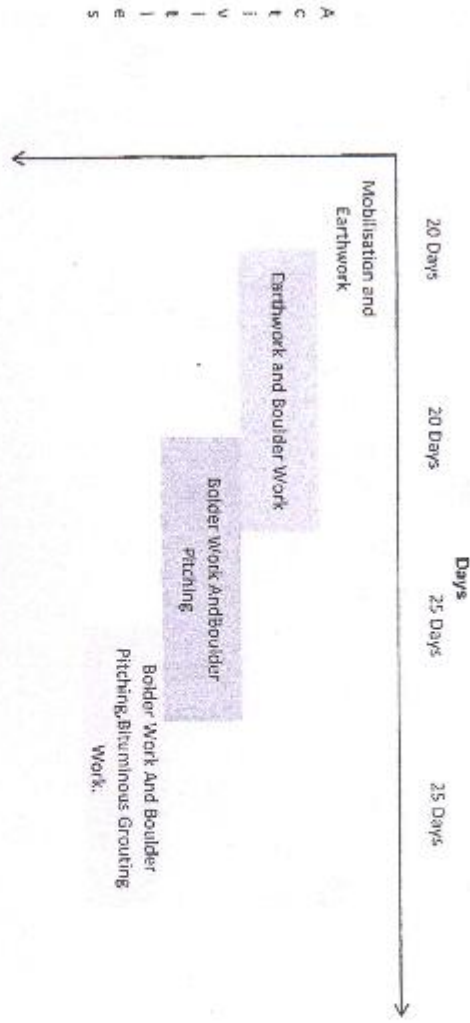 Days
20 Days
20 Days
25 Days
25 Days
Activities
Mobilisation and
Earthwork
Earthwork and Boulder Work
Bolder Work AndBoulder
Pitching
Bolder Work And Boulder
Pitching,Bituminous Grouting
Work.